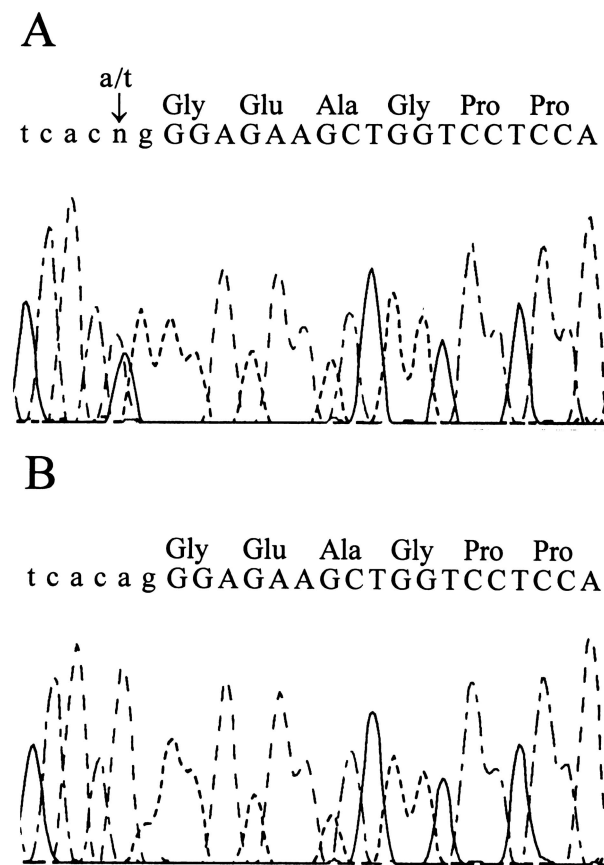 A
a/t
↓ Gly Glu Ala Gly Pro Pro
t c a c n g GGAGAAGCTGGTCCTCCA
B
Gly Glu Ala Gly Pro Pro
t c a c a g GGAGAAGCTGGTCCTCCA